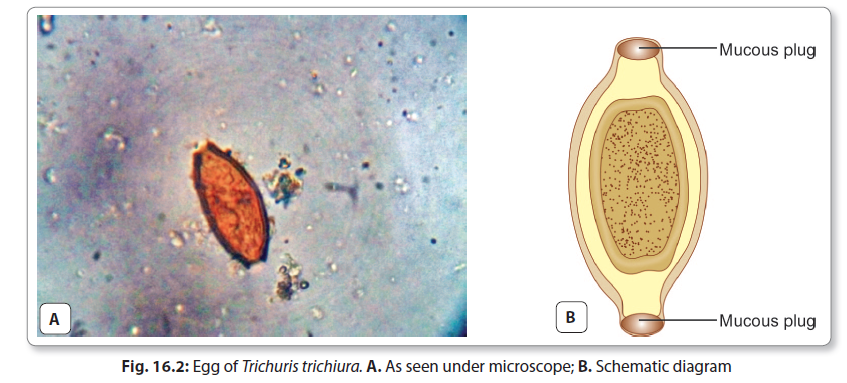 Mucous plug
Mucous plug
A
B
Fig. 16.2: Egg of Trichuris trichiura. A. As seen under microscope; B. Schematic diagram